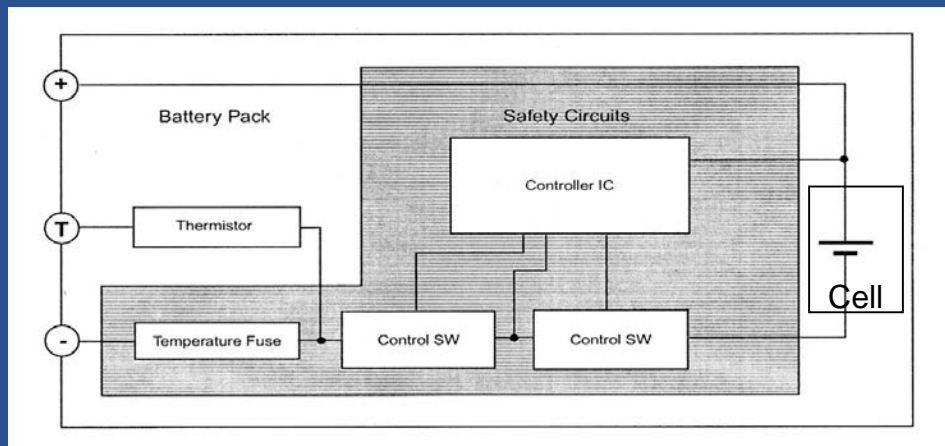 +
Battery Pack
Safety Circuits
Controller IC
T
Thermistor
Cell
-
Temperature Fuse
Control SW
Control SW